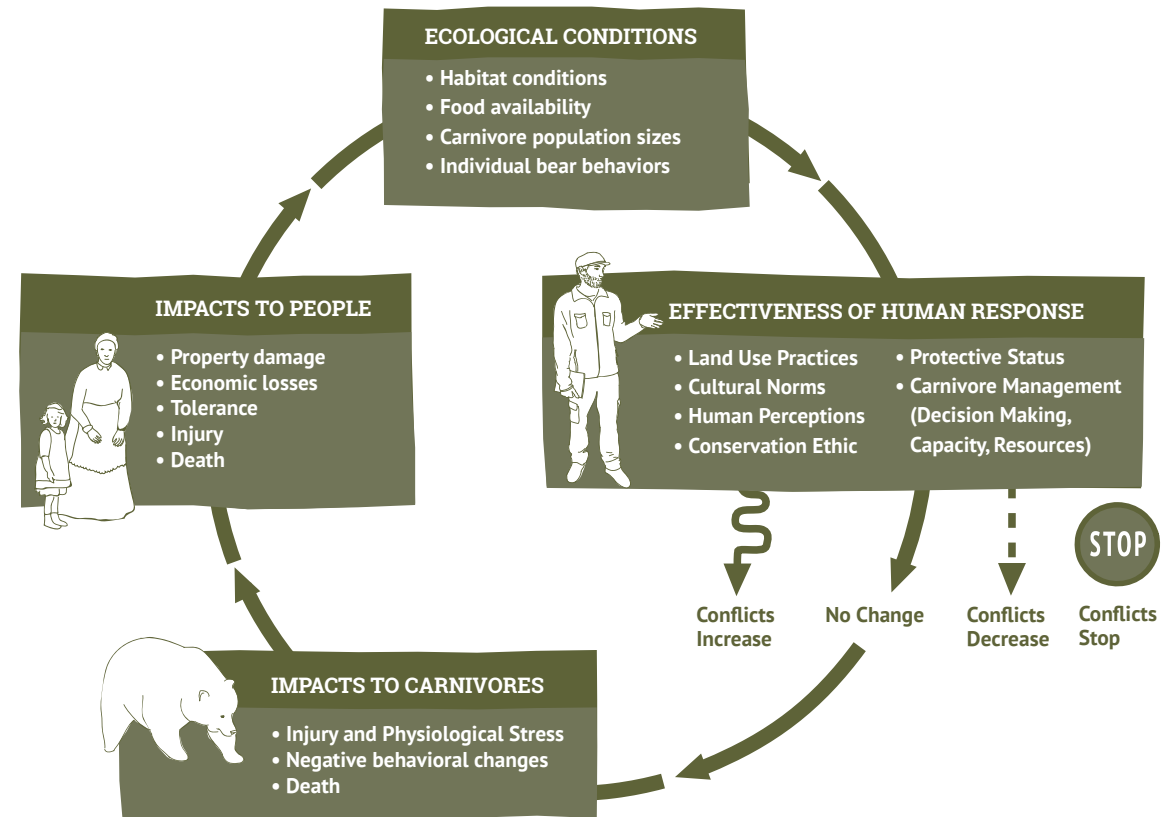 ECOLOGICAL CONDITIONS
• Habitat conditions
• Food availability
• Carnivore population sizes
• Individual bear behaviors
EFFECTIVENESS OF HUMAN RESPONSE
• Land Use Practices
• Cultural Norms
• Human Perceptions
• Conservation Ethic
• Protective Status
• Carnivore Management
(Decision Making,
Capacity, Resources)
Conflicts
Increase
No Change
Conflicts
Decrease
STOP
Conflicts
Stop
IMPACTS TO CARNIVORES
• Injury and Physiological Stress
• Negative behavioral changes
• Death
IMPACTS TO PEOPLE
• Property damage
• Economic losses
• Tolerance
• Injury
• Death